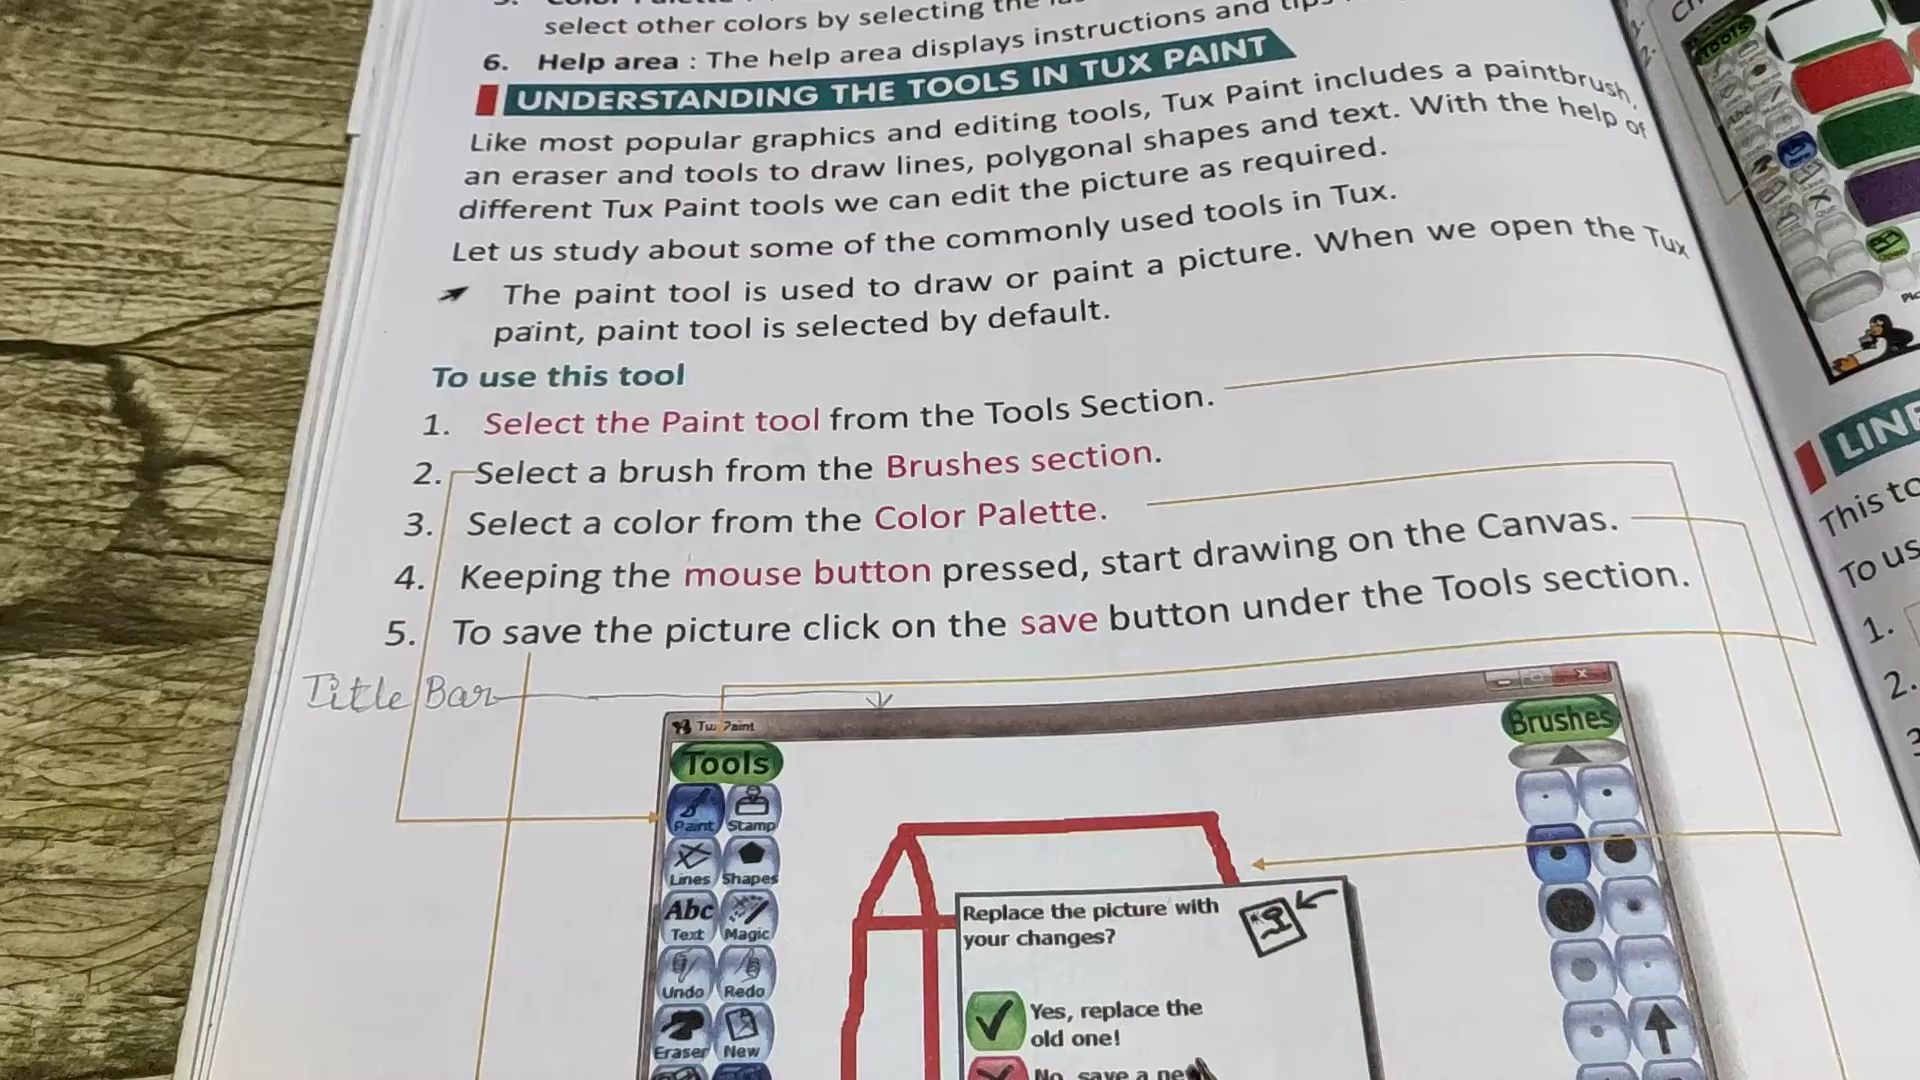 select other colors by selecting the
6. Help area : The help area displays instructions and tips
UNDERSTANDING THE TOOLS IN TUX PAINT
Like most popular graphics and editing tools, Tux Paint includes a paintbrush,
an eraser and tools to draw lines, polygonal shapes and text. With the help of
different Tux Paint tools we can edit the picture as required.
Let us study about some of the commonly used tools in Tux.
The paint tool is used to draw or paint a picture. When we open the Tux
paint, paint tool is selected by default.
To use this tool
1. Select the Paint tool from the Tools Section.
2. Select a brush from the Brushes section.
3. Select a color from the Color Palette.
4. Keeping the mouse button pressed, start drawing on the Canvas.
5. To save the picture click on the save button under the Tools section.
Title Bar
Tux Paint
Tools
Brushes
Paint Stamp
Lines Shapes
Abc
Text Magic
Undo Redo
Eraser New
Replace the picture with
your changes?
Yes, replace the
old one!
No, save a
Tools
This to
To us
1.
2.